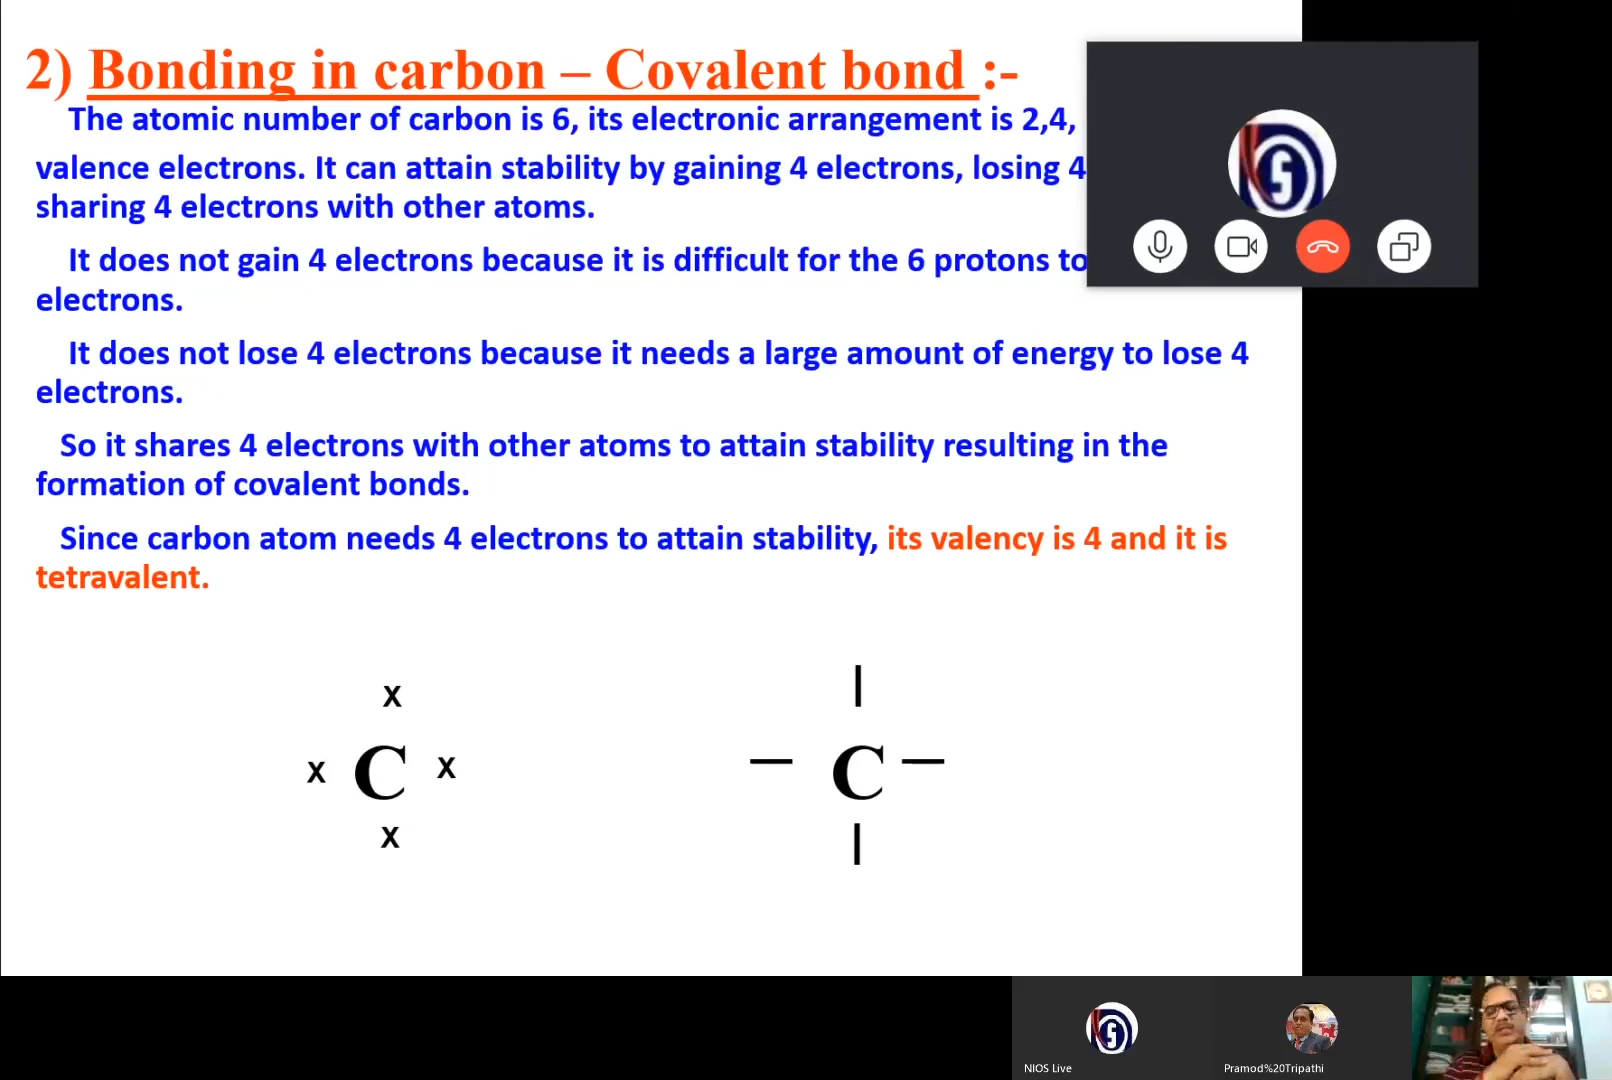 2) Bonding in carbon – Covalent bond :-
The atomic number of carbon is 6, its electronic arrangement is 2,4,
valence electrons. It can attain stability by gaining 4 electrons, losing 4
sharing 4 electrons with other atoms.
It does not gain 4 electrons because it is difficult for the 6 protons to
electrons.
It does not lose 4 electrons because it needs a large amount of energy to lose 4
electrons.
So it shares 4 electrons with other atoms to attain stability resulting in the
formation of covalent bonds.
Since carbon atom needs 4 electrons to attain stability, its valency is 4 and it is
tetravalent.
x
x C x
x
| 
— C —
|
NIOS Live
Pramod%20Tripathi